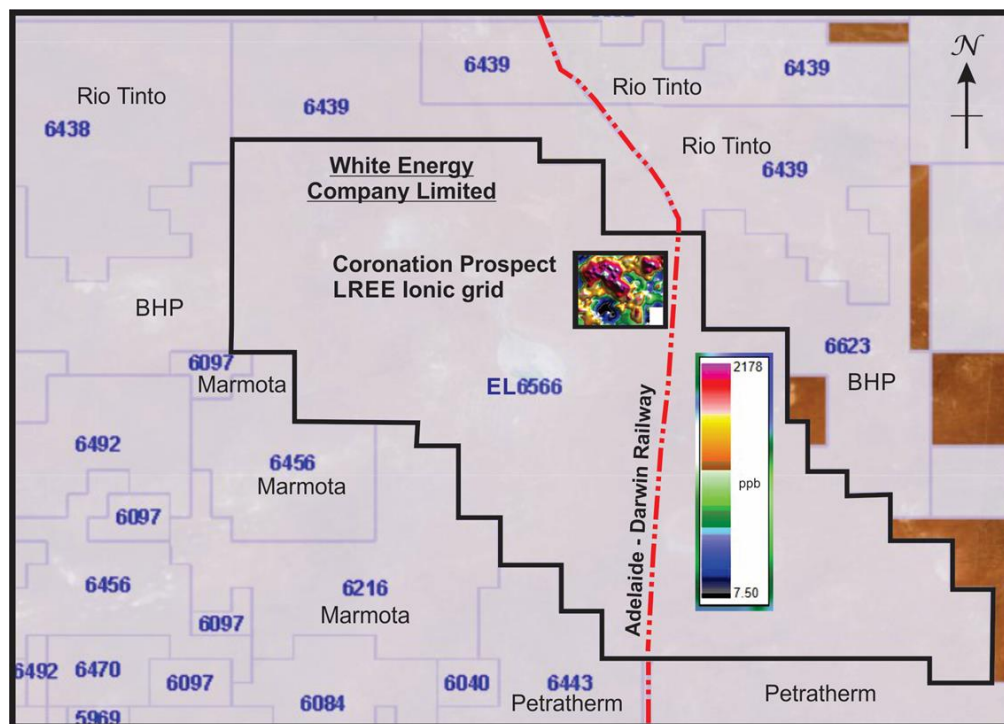 6439
6439
Rio Tinto
Rio Tinto
6438
6439
N
Rio Tinto
6439
White Energy
Company Limited
Coronation Prospect
LREE Ionic grid
BHP
6097
Marmota
6623
BHP
2178
ppb
7.50
EL6566
Adelaide - Darwin Railway
6492
6456
Marmota
6097
6456
6216
Marmota
6097
6492
6470
6097
6084
6040
6443
Petratherm
Petratherm
5969